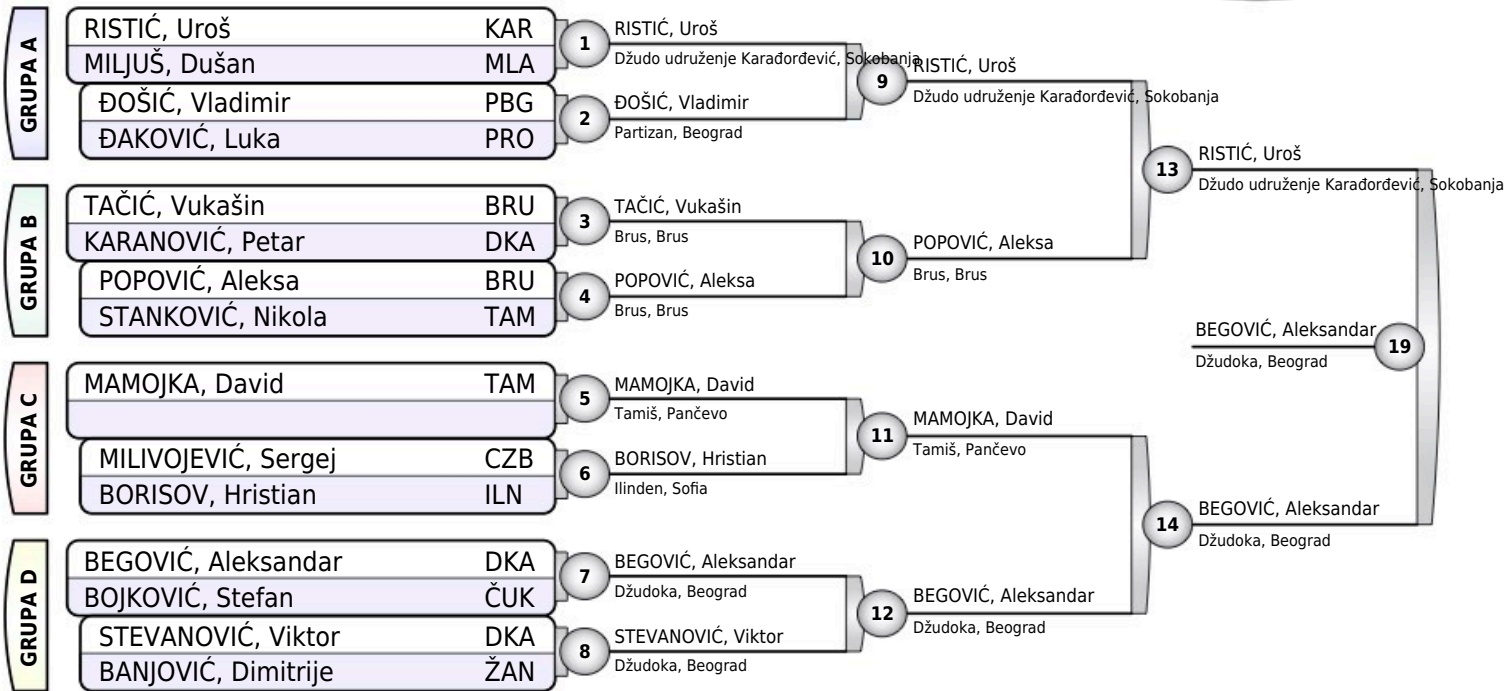 GRUPA A
RISTIĆ, Uroš KAR
MILJUŠ, Dušan MLA
ĐOŠIĆ, Vladimir PBG
ĐAKOVIĆ, Luka PRO
GRUPA B
TAČIĆ, Vukašin BRU
KARANOVIĆ, Petar DKA
POPOVIĆ, Aleksa BRU
STANKOVIĆ, Nikola TAM
GRUPA C
MAMOJKA, David TAM
MILIVOJEVIĆ, Sergej CZB
BORISOV, Hristian ILN
GRUPA D
BEGOVIĆ, Aleksandar DKA
BOJKOVIĆ, Stefan ČUK
STEVANOVIĆ, Viktor DKA
BANJOVIĆ, Dimitrije ŽAN
1
RISTIĆ, Uroš
Džudo udruženje Karađorđević, Sokobanja
2
ĐOŠIĆ, Vladimir
Partizan, Beograd
3
TAČIĆ, Vukašin
Brus, Brus
4
POPOVIĆ, Aleksa
Brus, Brus
5
MAMOJKA, David
Tamiš, Pančevo
6
BORISOV, Hristian
Ilinden, Sofia
7
BEGOVIĆ, Aleksandar
Džudoka, Beograd
8
STEVANOVIĆ, Viktor
Džudoka, Beograd
9
RISTIĆ, Uroš
Džudo udruženje Karađorđević, Sokobanja
10
POPOVIĆ, Aleksa
Brus, Brus
11
MAMOJKA, David
Tamiš, Pančevo
12
BEGOVIĆ, Aleksandar
Džudoka, Beograd
13
RISTIĆ, Uroš
Džudo udruženje Karađorđević, Sokobanja
14
BEGOVIĆ, Aleksandar
Džudoka, Beograd
BEGOVIĆ, Aleksandar
Džudoka, Beograd
19